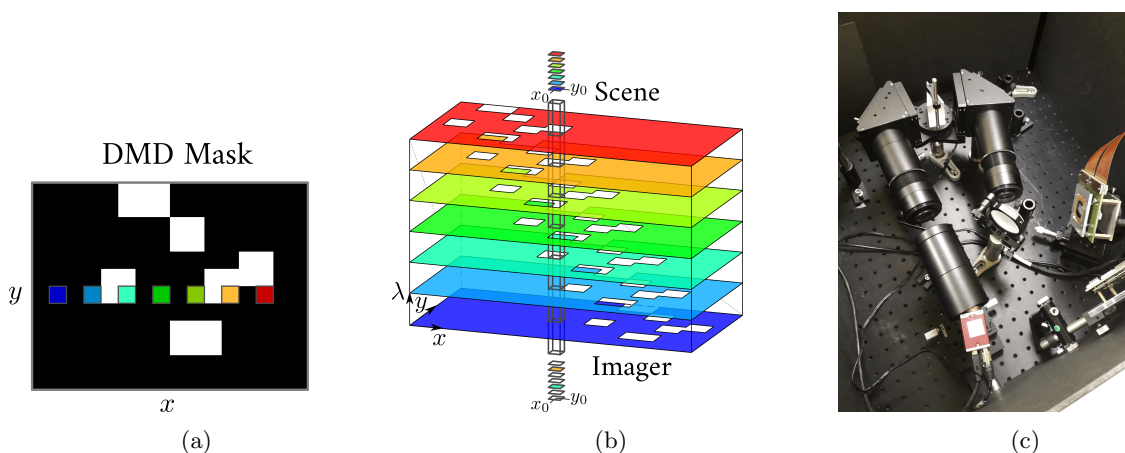 DMD Mask
y
x
(a)
x₀ y₀
Scene
λ
y
x
Imager
x₀ y₀
(b)
(c)